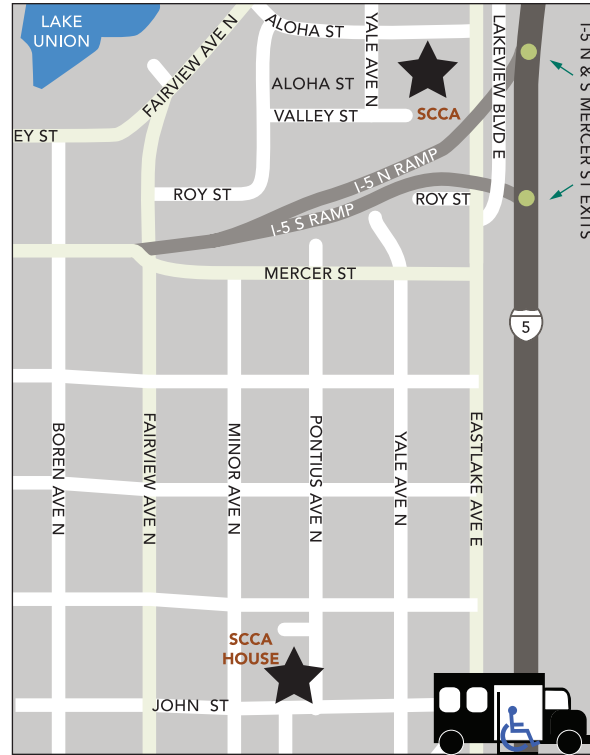 LAKE
UNION
FAIRVIEW AVE N
ALOHA ST
YALE AVE N
LAKEVIEW BLVD E
I-5 N & S MERCER ST EXITS
ALOHA ST
SCCA
VALLEY ST
EY ST
I-5 N RAMP
ROY ST
ROY ST
I-5 S RAMP
MERCER ST
5
BOREN AVE N
FAIRVIEW AVE N
MINOR AVE N
PONTIUS AVE N
YALE AVE N
EASTLAKE AVE E
SCCA
HOUSE
JOHN ST